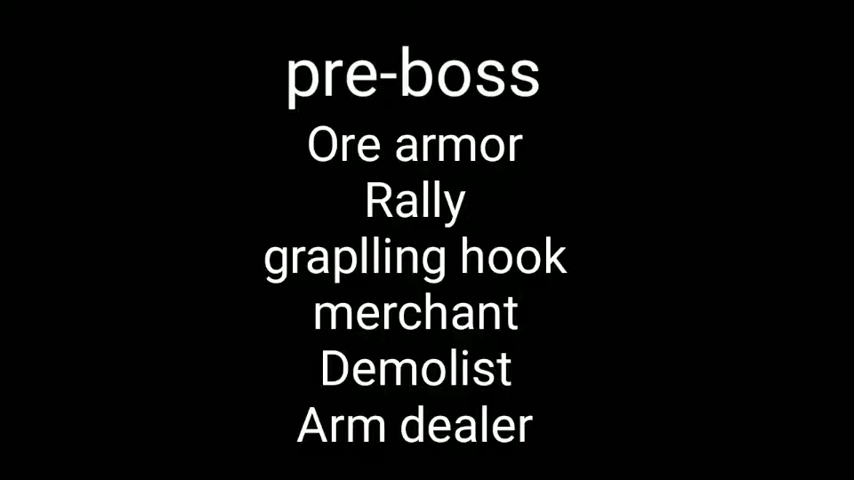 pre-boss
Ore armor
Rally
graplling hook
merchant
Demolist
Arm dealer